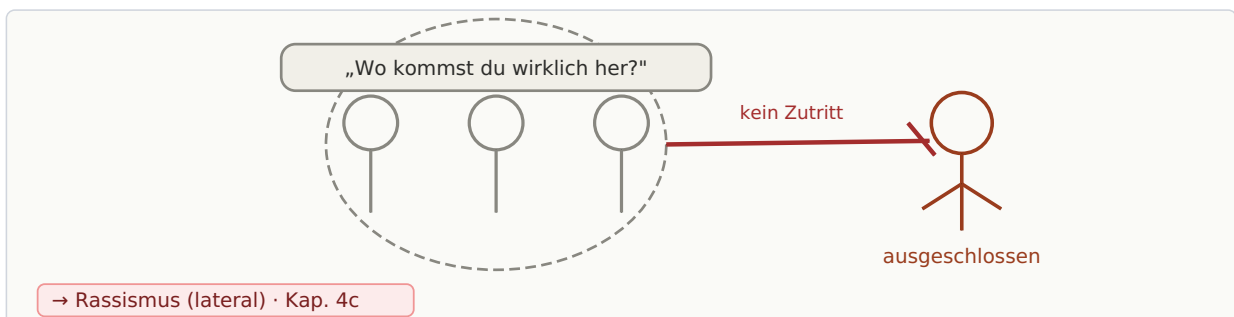 „Wo kommst du wirklich her?"
kein Zutritt
ausgeschlossen
→ Rassismus (lateral) · Kap. 4c